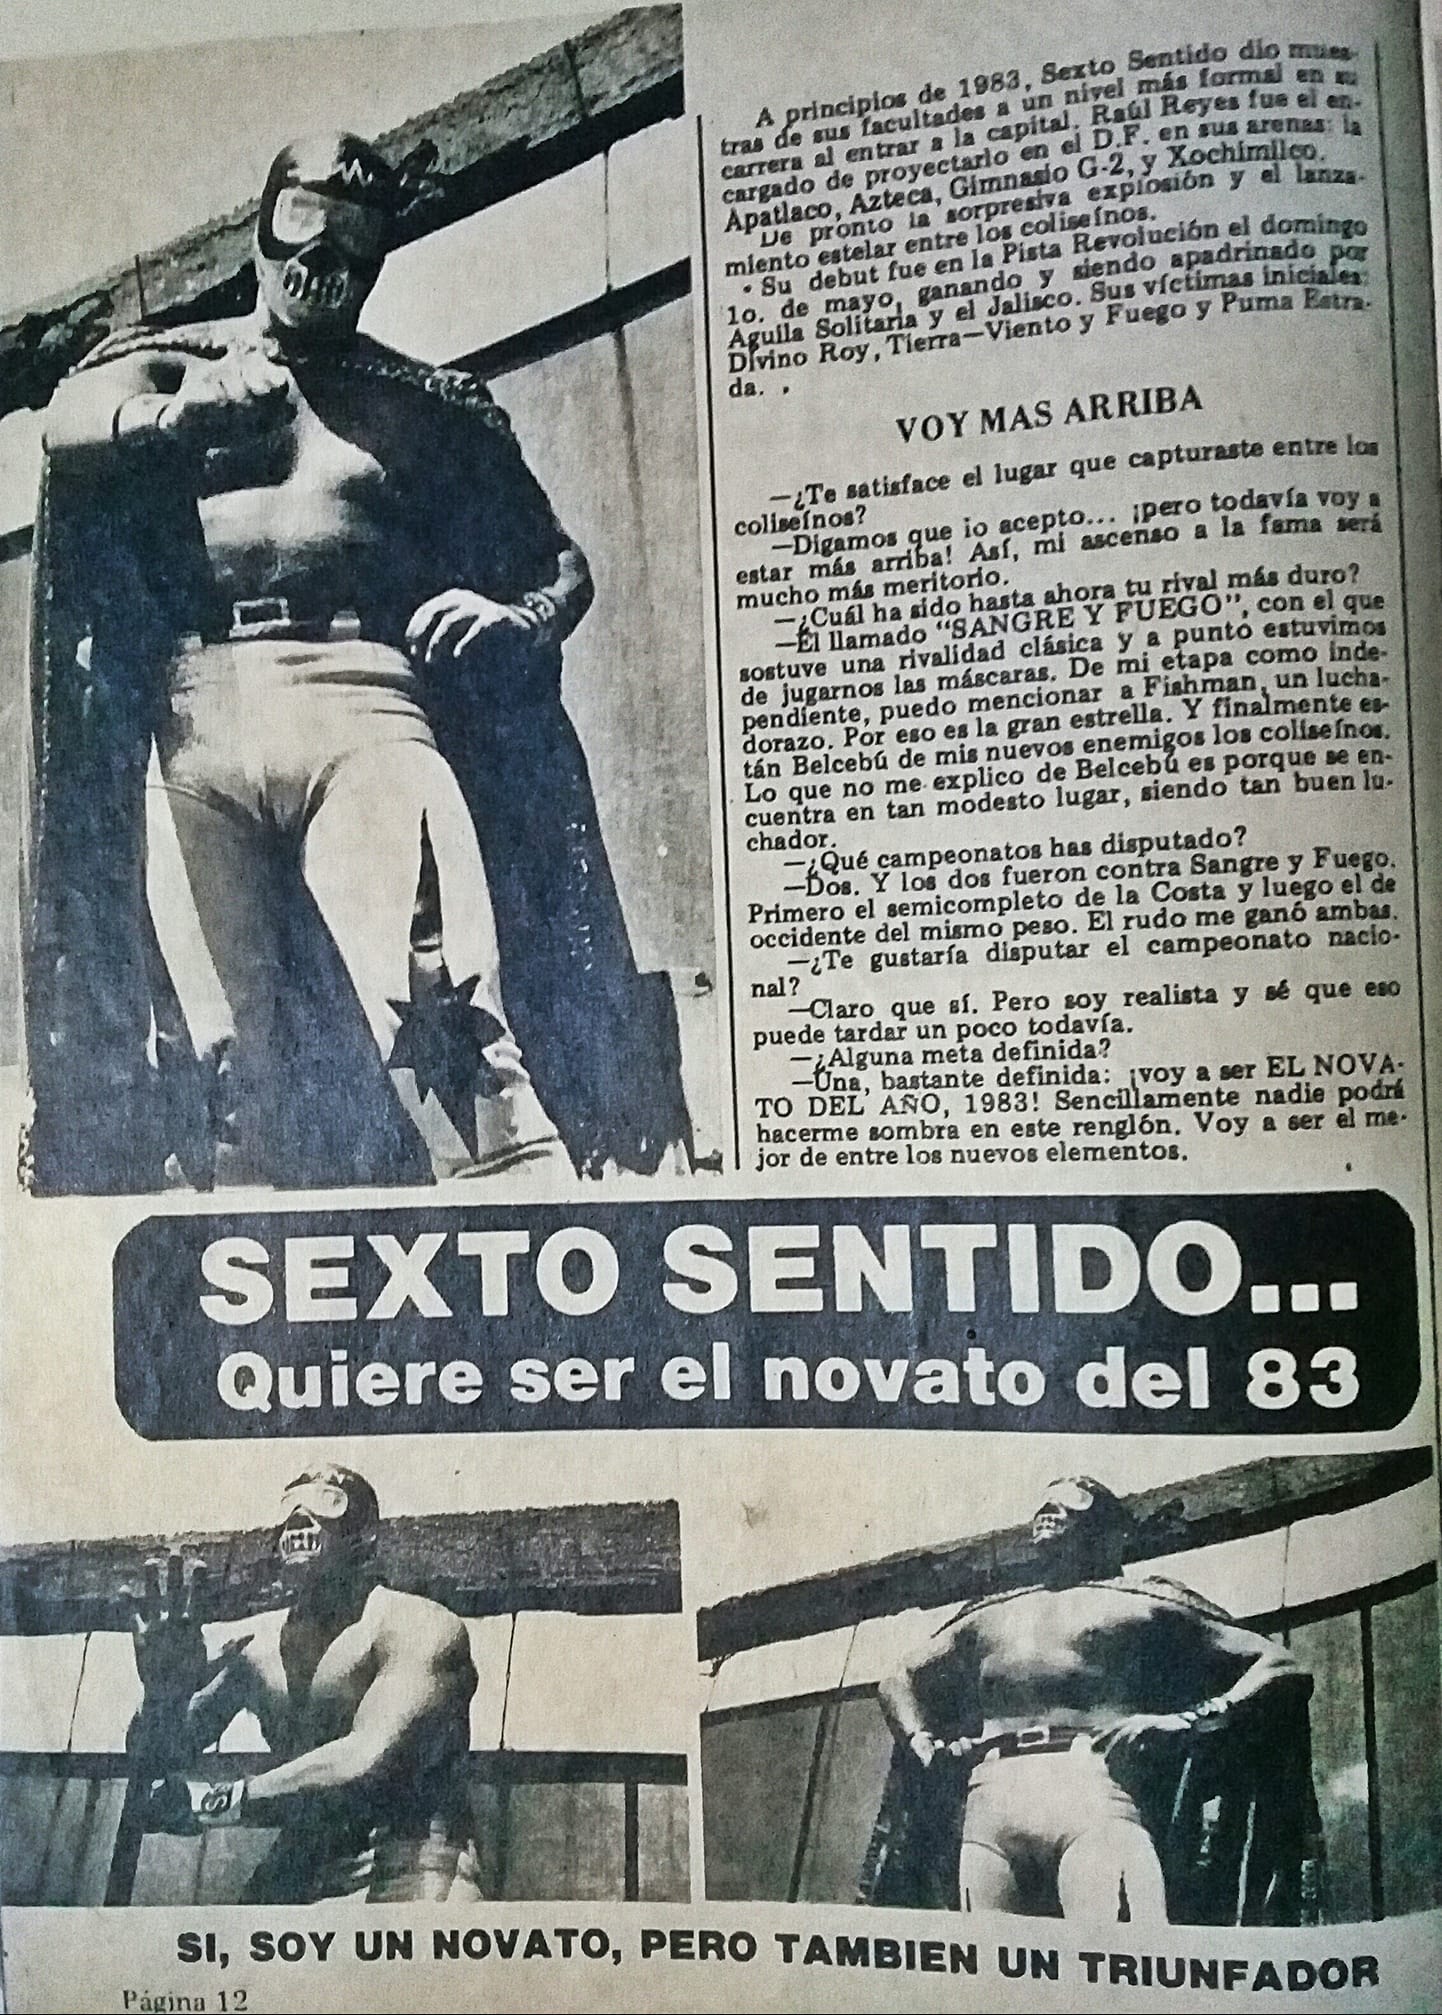 A principios de 1983, Sexto Sentido dio mues-
tras de sus facultades a un nivel más formal en su
carrera al entrar a la capital. Raúl Reyes fue el en-
cargado de proyectarlo en el D.F. en sus arenas: la
Apatlaco, Azteca, Gimnasio G-2, y Xochimilco.
De pronto la sorpresiva explosión y el lanza-
miento estelar entre los coliseínos.
Su debut fue en la Pista Revolución el domingo
1o. de mayo, ganando y siendo apadrinado por
Aguila Solitaria y el Jalisco. Sus víctimas iniciales:
Divino Roy, Tierra—Viento y Fuego y Puma Estra-
da.
VOY MAS ARRIBA
—¿Te satisface el lugar que capturaste entre los
coliseínos?
—Digamos que lo acepto... ¡pero todavía voy a
estar más arriba! Así, mi ascenso a la fama será
mucho más meritorio.
—¿Cuál ha sido hasta ahora tu rival más duro?
—El llamado "SANGRE Y FUEGO", con el que
sostuve una rivalidad clásica y a punto estuvimos
de jugarnos las máscaras. De mi etapa como inde-
pendiente, puedo mencionar a Fishman, un lucha-
dorazo. Por eso es la gran estrella. Y finalmente es-
tán Belcebú de mis nuevos enemigos los coliseínos.
Lo que no me explico de Belcebú es porque se en-
cuentra en tan modesto lugar, siendo tan buen lu-
chador.
—¿Qué campeonatos has disputado?
—Dos. Y los dos fueron contra Sangre y Fuego.
Primero el semicompleto de la Costa y luego el de
occidente del mismo peso. El rudo me ganó ambas.
—¿Te gustaría disputar el campeonato nacio-
nal?
—Claro que sí. Pero soy realista y sé que eso
puede tardar un poco todavía.
—¿Alguna meta definida?
—Una, bastante definida: ¡voy a ser EL NOVA-
TO DEL AÑO, 1983! Sencillamente nadie podrá
hacerme sombra en este renglón. Voy a ser el me-
jor de entre los nuevos elementos.
SEXTO SENTIDO...
Quiere ser el novato del 83
SI, SOY UN NOVATO, PERO TAMBIEN UN TRIUNFADOR
Página 12